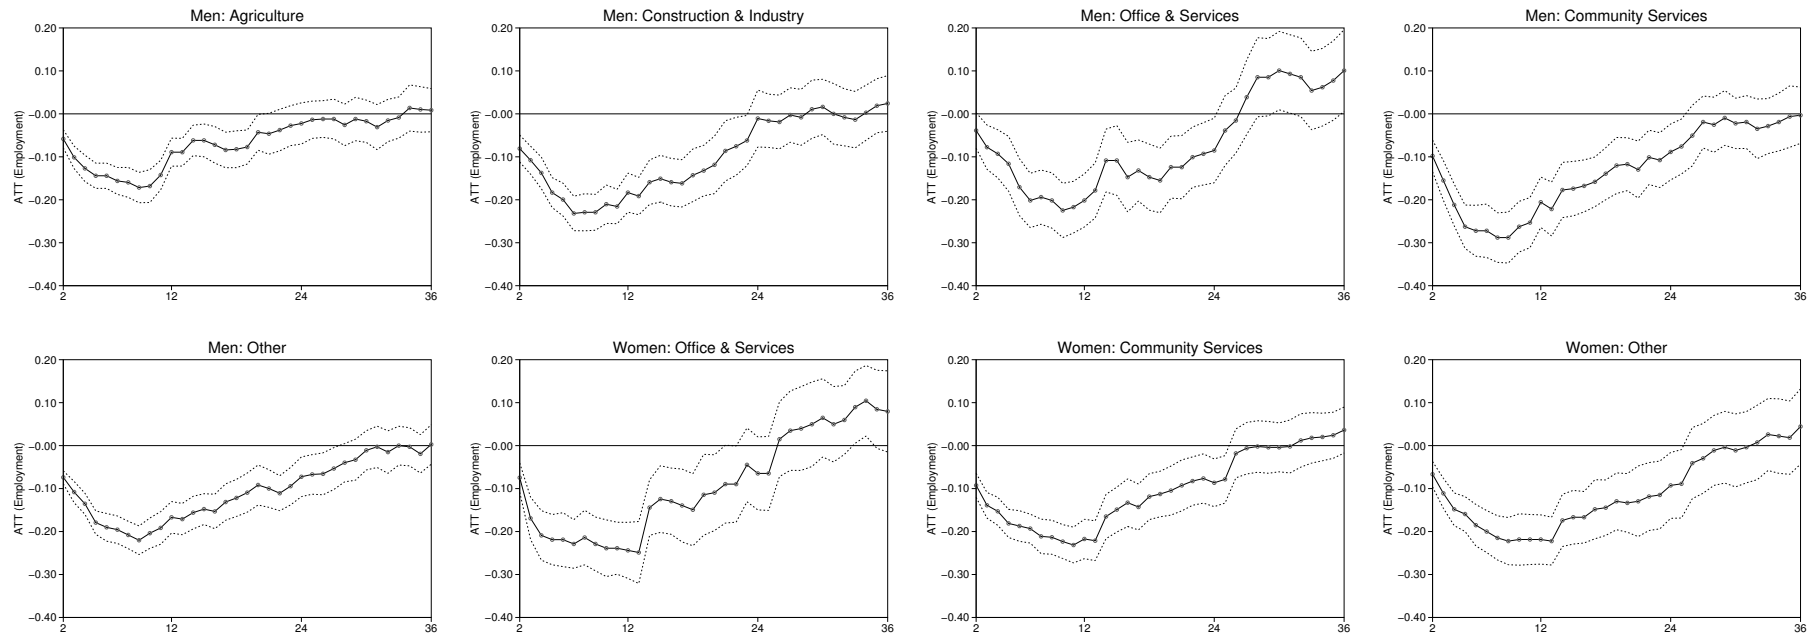 Men: Agriculture
ATT (Employment)
0.20
0.10
−0.00
−0.10
−0.20
−0.30
−0.40
2 12 24 36
Men: Construction & Industry
ATT (Employment)
0.20
0.10
−0.00
−0.10
−0.20
−0.30
−0.40
2 12 24 36
Men: Office & Services
ATT (Employment)
0.20
0.10
−0.00
−0.10
−0.20
−0.30
−0.40
2 12 24 36
Men: Community Services
ATT (Employment)
0.20
0.10
−0.00
−0.10
−0.20
−0.30
−0.40
2 12 24 36
Men: Other
ATT (Employment)
0.20
0.10
−0.00
−0.10
−0.20
−0.30
−0.40
2 12 24 36
Women: Office & Services
ATT (Employment)
0.20
0.10
−0.00
−0.10
−0.20
−0.30
−0.40
2 12 24 36
Women: Community Services
ATT (Employment)
0.20
0.10
−0.00
−0.10
−0.20
−0.30
−0.40
2 12 24 36
Women: Other
ATT (Employment)
0.20
0.10
−0.00
−0.10
−0.20
−0.30
−0.40
2 12 24 36